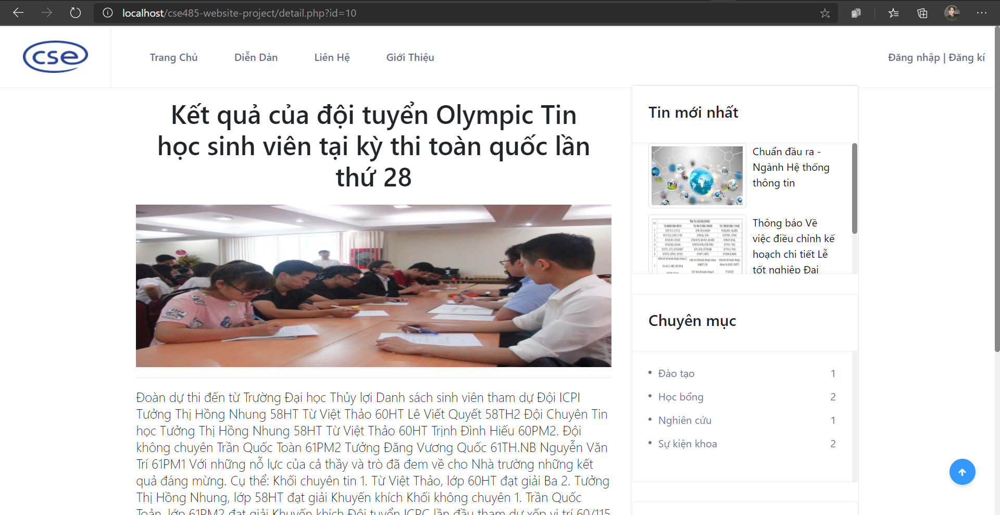 localhost/cse485-website-project/detail.php?id=10
cse
Trang Chủ
Diễn Dàn
Liên Hệ
Giới Thiệu
Đăng nhập | Đăng kí
Kết quả của đội tuyển Olympic Tin
học sinh viên tại kỳ thi toàn quốc lần
thứ 28
Đoàn dự thi đến từ Trường Đại học Thủy lợi Danh sách sinh viên tham dự Đội ICPI
Tưởng Thị Hồng Nhung 58HT Từ Việt Thảo 60HT Lê Viết Quyết 58TH2 Đội Chuyên Tin
học Tưởng Thị Hồng Nhung 58HT Từ Việt Thảo 60HT Trịnh Đình Hiếu 60PM2. Đội
không chuyên Trần Quốc Toàn 61PM2 Tưởng Đăng Vương Quốc 61TH.NB Nguyễn Văn
Trí 61PM1 Với những nỗ lực của cả thầy và trò đã đem về cho Nhà trường những kết
quả đáng mừng. Cụ thể: Khối chuyên tin 1. Từ Việt Thảo, lớp 60HT đạt giải Ba 2. Tưởng
Thị Hồng Nhung, lớp 58HT đạt giải Khuyến khích Khối không chuyên 1. Trần Quốc
Toản, lớp 61PM2 đạt giải Khuyến khích Đội tuyển ICPC lần đầu tham dự xếp vị trí 60/115
Tin mới nhất
Chuẩn đầu ra -
Ngành Hệ thống
thông tin
Thông báo Về
việc điều chỉnh kế
hoạch chi tiết Lễ
tốt nghiệp Đại
Chuyên mục
Đào tạo 1
Học bổng 2
Nghiên cứu 1
Sự kiện khoa 2